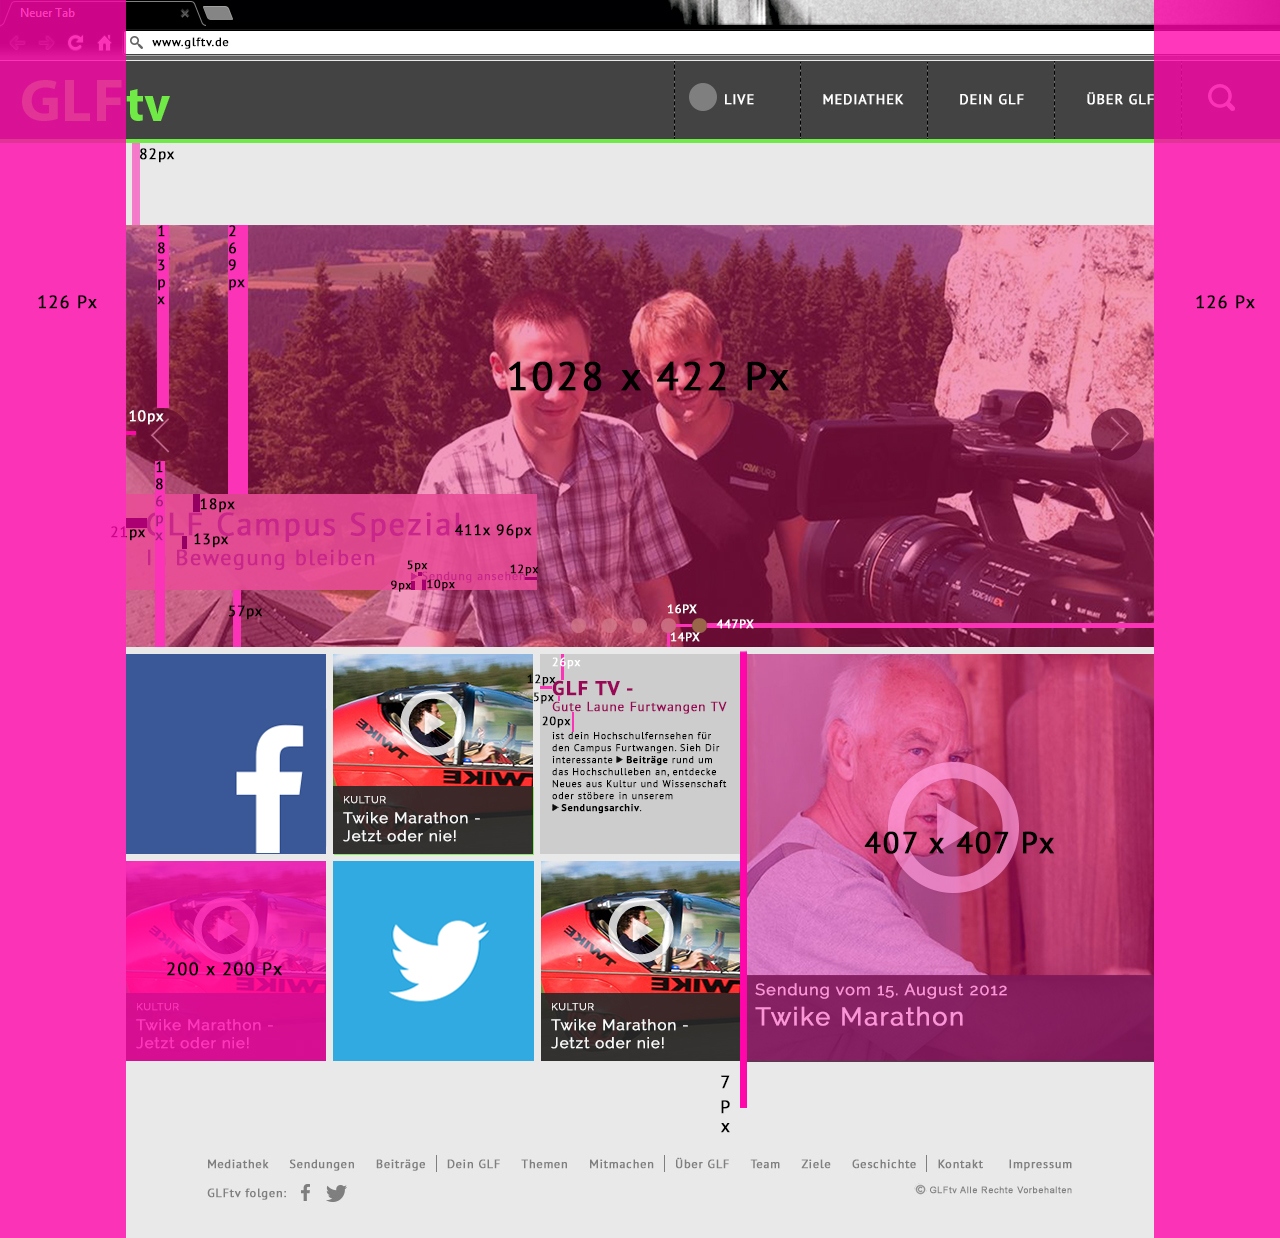 Neuer Tab
www.glftv.de
GLFtv
LIVE
MEDIATHEK
DEIN GLF
ÜBER GLF
82px
183px
269px
126 Px
126 Px
1028 x 422 Px
10px
186px
18px
21px
GLF Campus Spezial
411x 96px
13px
In Bewegung bleiben
5px
12px
Sendung ansehen
9px
10px
57px
16PX
447PX
14PX
26px
12px
GLF TV -
5px
Gute Laune Furtwangen TV
20px
ist dein Hochschulfernsehen für
den Campus Furtwangen. Sieh Dir
interessante Beiträge rund um
das Hochschulleben an, entdecke
Neues aus Kultur und Wissenschaft
oder stöbere in unserem
Sendungsarchiv.
KULTUR
Twike Marathon -
Jetzt oder nie!
TWIKE
TWIKE
407 x 407 Px
200 x 200 Px
KULTUR
Twike Marathon -
Jetzt oder nie!
KULTUR
Twike Marathon -
Jetzt oder nie!
Sendung vom 15. August 2012
Twike Marathon
7
P
x
Mediathek Sendungen Beiträge Dein GLF Themen Mitmachen Über GLF Team Ziele Geschichte Kontakt Impressum
GLFtv folgen:
© GLFtv Alle Rechte Vorbehalten